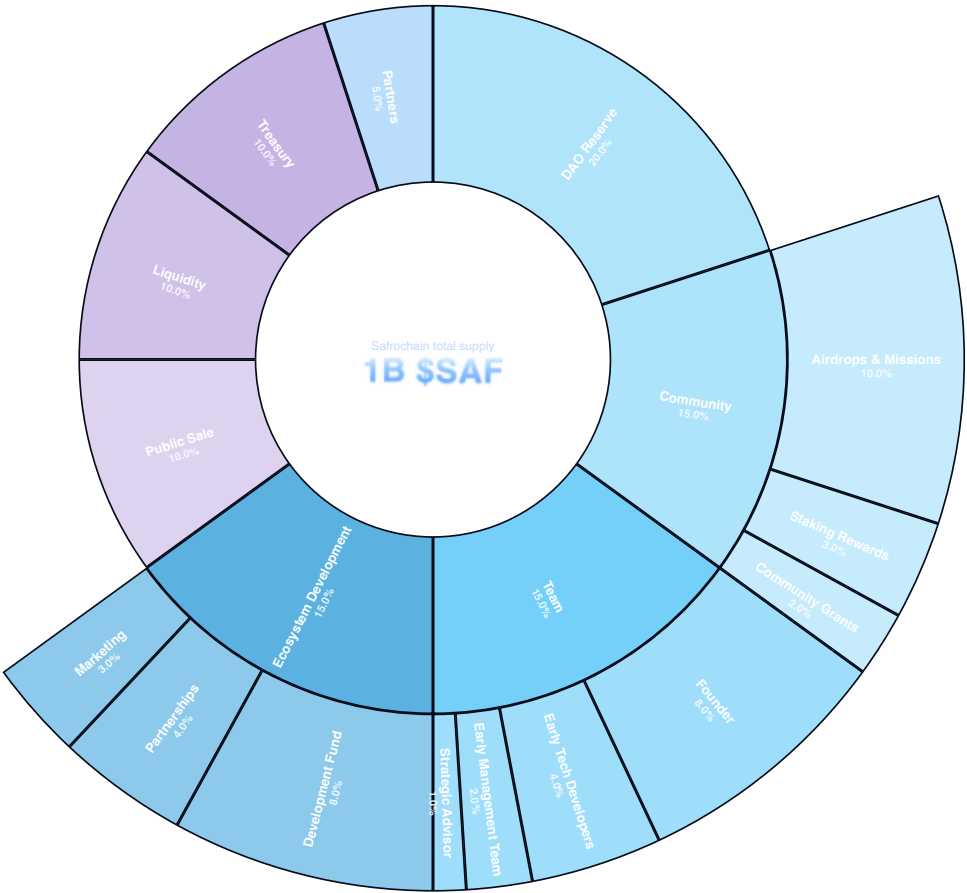 Safrochain total supply
1B $SAF
DAO Reserve
20.0%
Community
15.0%
Airdrops & Missions
10.0%
Staking Rewards
3.0%
Community Grants
2.0%
Team
15.0%
Founder
8.0%
Early Tech Developers
4.0%
Early Management Team
2.0%
Strategic Advisor
1.0%
Ecosystem Development
15.0%
Development Fund
8.0%
Partnerships
4.0%
Marketing
3.0%
Public Sale
10.0%
Liquidity
10.0%
Treasury
10.0%
Partners
5.0%